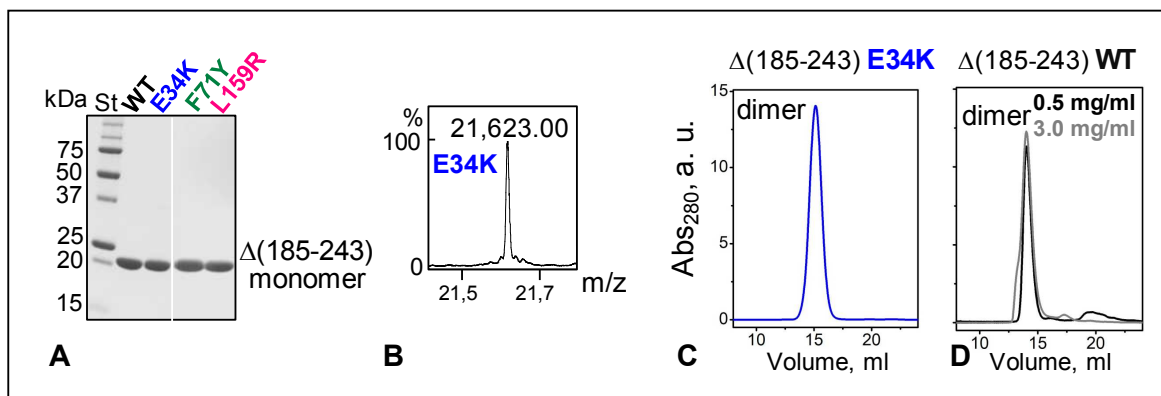 kDa St WT E34K F71Y L159R
75
50
37
25
20
15
Δ(185-243)
monomer
A
%
100
0
21,623.00
E34K
21,5 21,7 m/z
B
Δ(185-243) E34K
dimer
Abs280, a. u.
15
10
5
0
10 15 20
Volume, ml
C
Δ(185-243) WT
dimer
0.5 mg/ml
3.0 mg/ml
10 15 20
Volume, ml
D